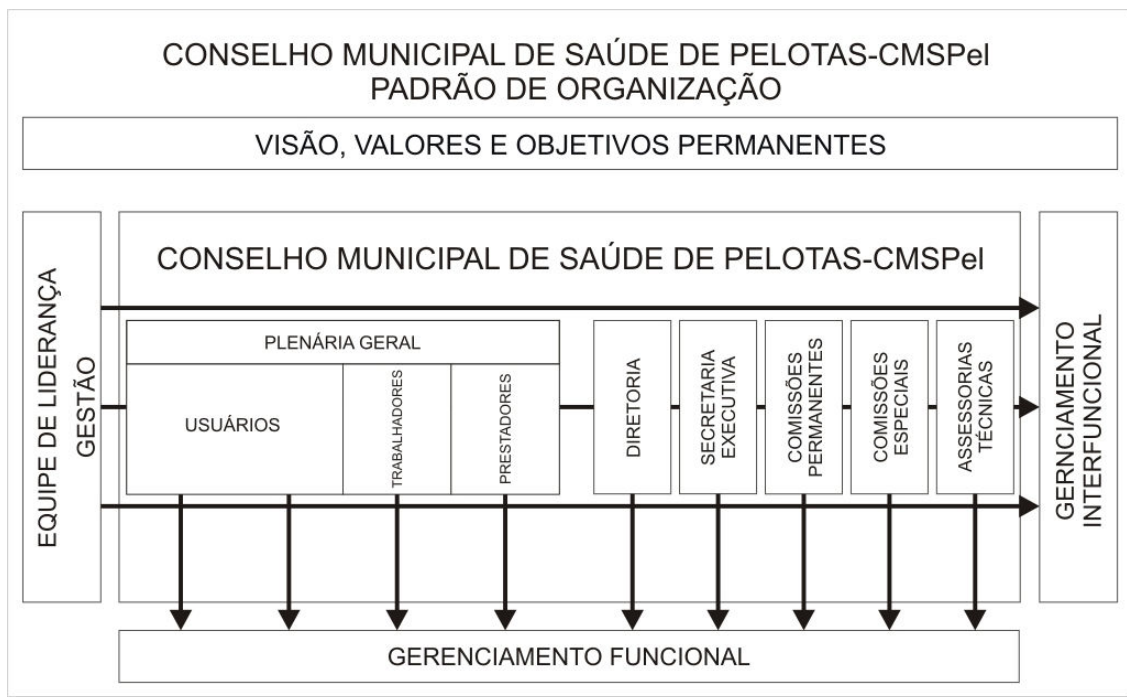 CONSELHO MUNICIPAL DE SAÚDE DE PELOTAS-CMSPel
PADRÃO DE ORGANIZAÇÃO
VISÃO, VALORES E OBJETIVOS PERMANENTES
EQUIPE DE LIDERANÇA
GESTÃO
CONSELHO MUNICIPAL DE SAÚDE DE PELOTAS-CMSPel
PLENÁRIA GERAL
USUÁRIOS
TRABALHADORES
PRESTADORES
DIRETORIA
SECRETARIA
EXECUTIVA
COMISSÕES
PERMANENTES
COMISSÕES
ESPECIAIS
ASSESSORIAS
TÉCNICAS
GERNCIAMENTO
INTERFUNCIONAL
GERENCIAMENTO FUNCIONAL